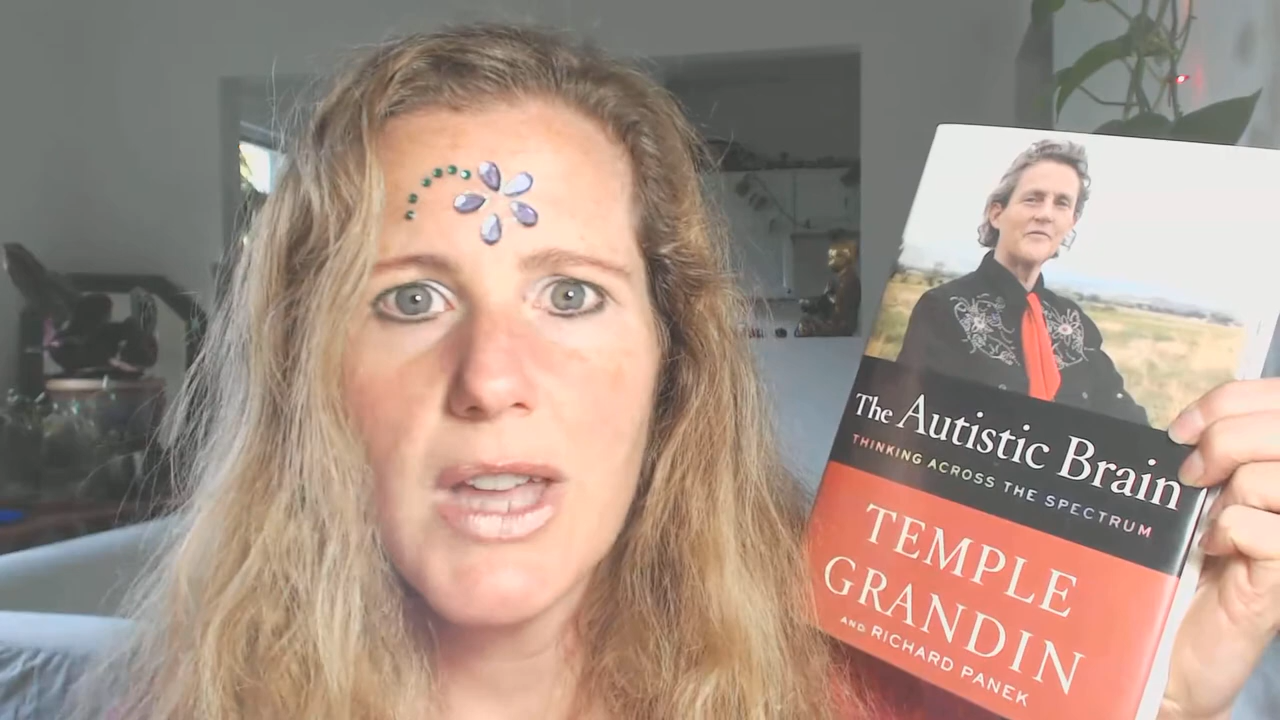 The Autistic Brain
THINKING ACROSS THE SPECTRUM
TEMPLE
GRANDIN
AND RICHARD PANEK